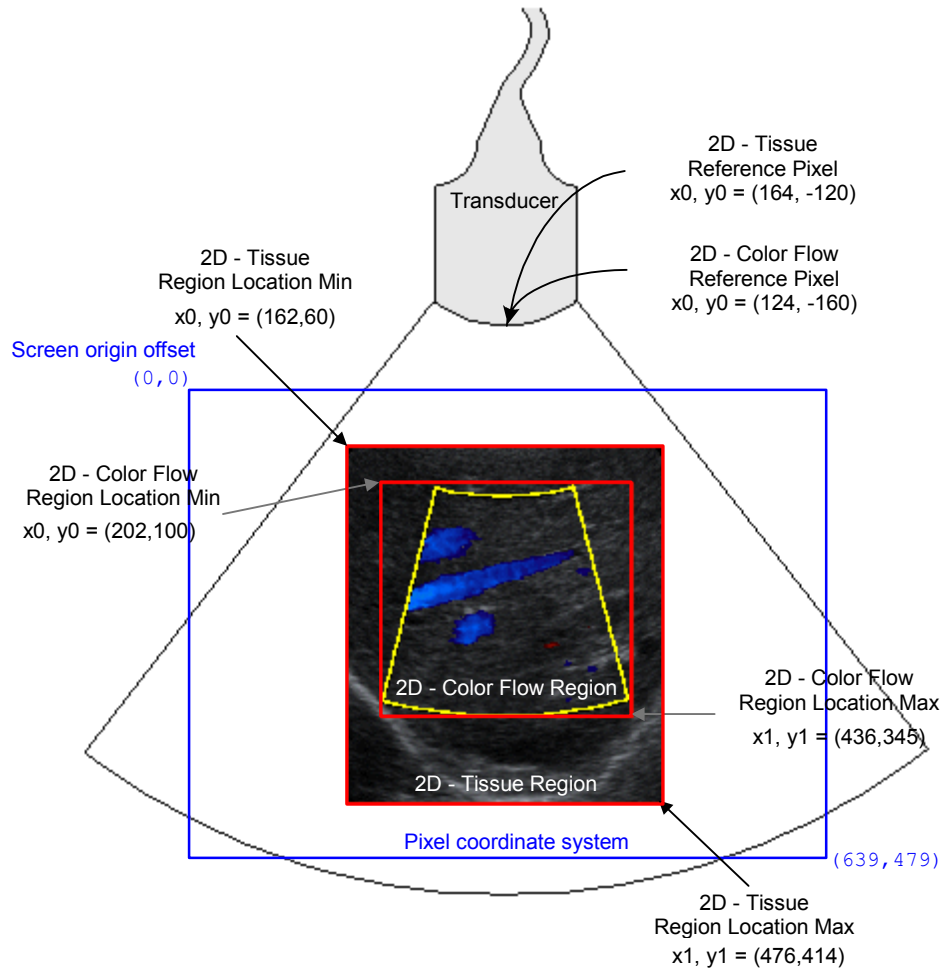 2D - Tissue
Reference Pixel
x0, y0 = (164, -120)
Transducer
2D - Color Flow
Reference Pixel
x0, y0 = (124, -160)
2D - Tissue
Region Location Min
x0, y0 = (162,60)
Screen origin offset
(0,0)
2D - Color Flow
Region Location Min
x0, y0 = (202,100)
2D - Color Flow Region
2D - Color Flow
Region Location Max
x1, y1 = (436,345)
2D - Tissue Region
Pixel coordinate system
(639,479)
2D - Tissue
Region Location Max
x1, y1 = (476,414)